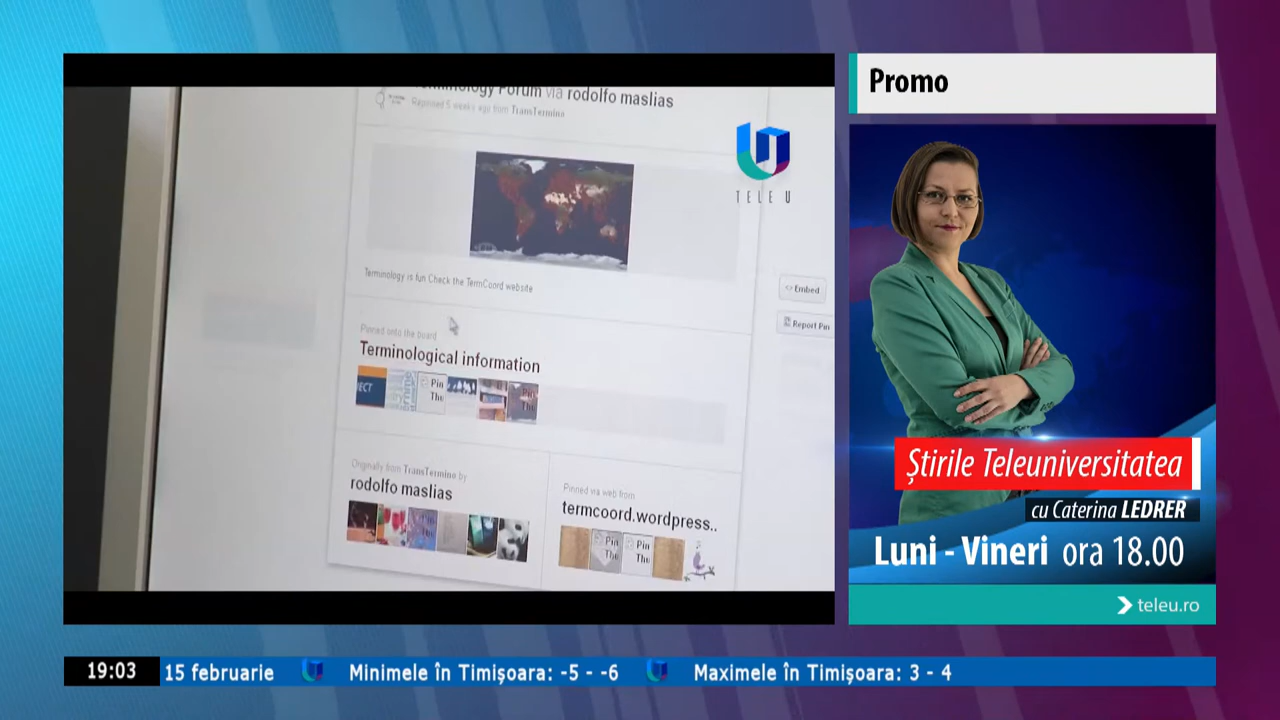 Terminology Forum via rodolfo maslias
Repinned 5 weeks ago from TransTermino
TELE U
Terminology is fun Check the TermCoord website
<> Embed
Report Pin
Pinned onto the board
Terminological information
Pin
Originally from TransTermino by
rodolfo maslias
Pinned via web from
termcoord.wordpress..
Pin
Pin
Promo
Știrile Teleuniversitatea
cu Caterina LEDRER
Luni - Vineri ora 18.00
teleu.ro
19:03 15 februarie Minimele în Timișoara: -5 - -6 Maximele în Timișoara: 3 - 4